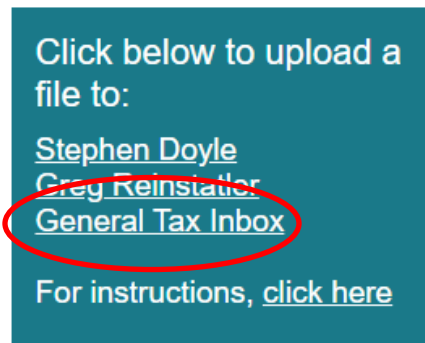 Click below to upload a
file to:
Stephen Doyle
Greg Reinstatler
General Tax Inbox
For instructions, click here